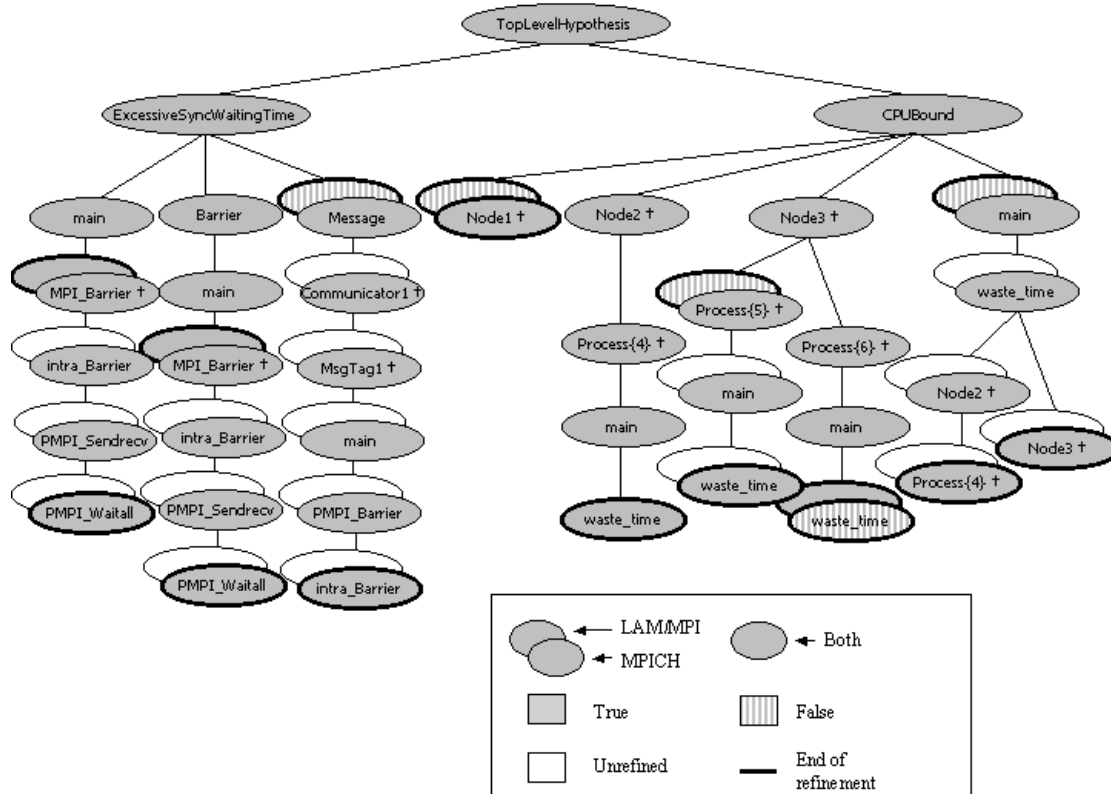 TopLevelHypothesis
ExcessiveSyncWaitingTime
CPUBound
main
Barrier
Message
Node1 †
Node2 †
Node3 †
main
MPI_Barrier †
main
Communicator1 †
Process{5} †
waste_time
intra_Barrier
MPI_Barrier †
MsgTag1 †
Process{4} †
Process{6} †
main
Node2 †
PMPI_Sendrecv
intra_Barrier
main
main
main
Node3 †
PMPI_Waitall
PMPI_Sendrecv
PMPI_Barrier
waste_time
waste_time
waste_time
Process{4} †
PMPI_Waitall
intra_Barrier
LAM/MPI
MPICH
Both
True
False
Unrefined
End of
refinement